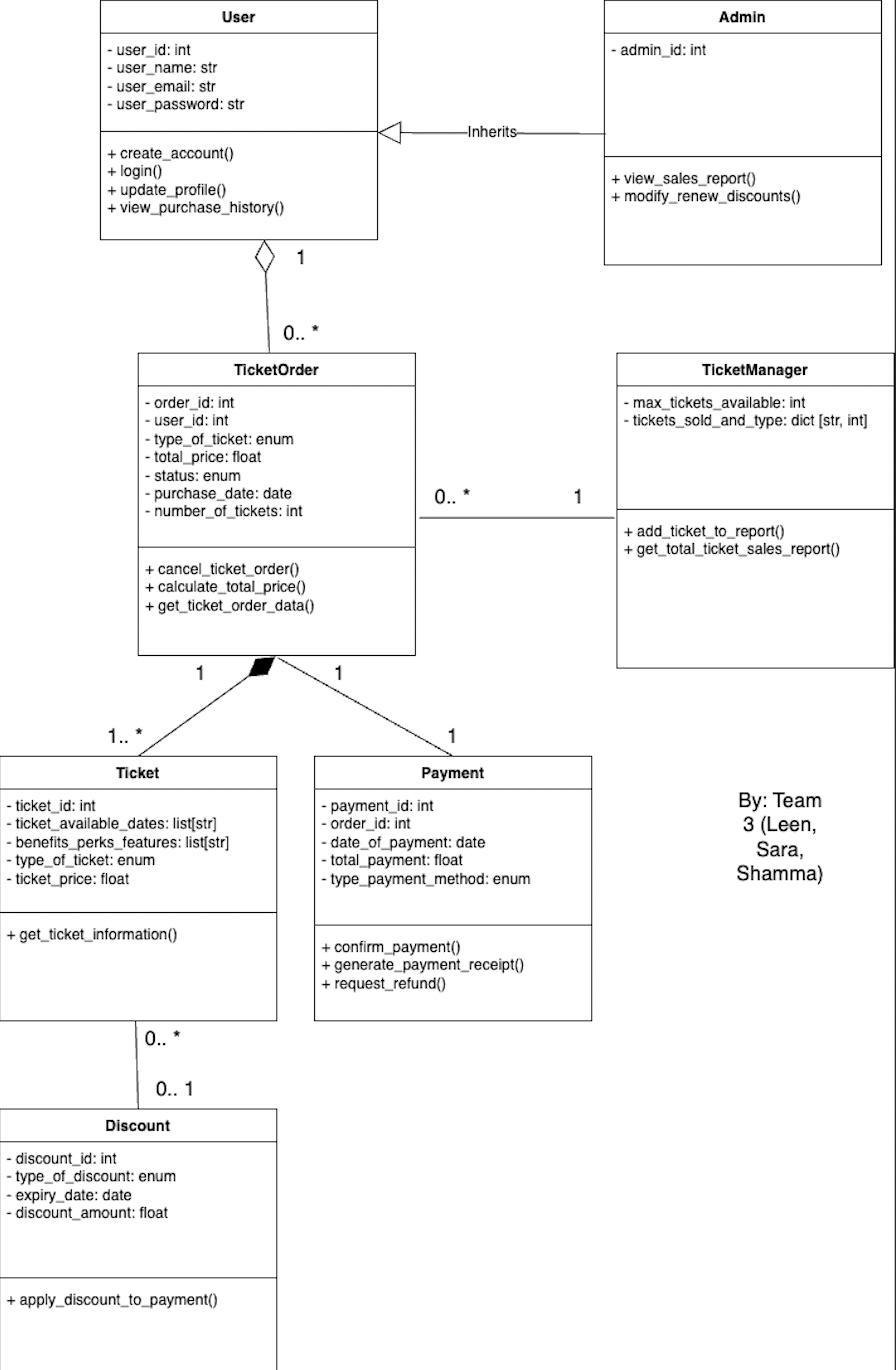 User
- user_id: int
- user_name: str
- user_email: str
- user_password: str
+ create_account()
+ login()
+ update_profile()
+ view_purchase_history()
Inherits
Admin
- admin_id: int
+ view_sales_report()
+ modify_renew_discounts()
1
0.. *
TicketOrder
- order_id: int
- user_id: int
- type_of_ticket: enum
- total_price: float
- status: enum
- purchase_date: date
- number_of_tickets: int
+ cancel_ticket_order()
+ calculate_total_price()
+ get_ticket_order_data()
0.. *
1
TicketManager
- max_tickets_available: int
- tickets_sold_and_type: dict [str, int]
+ add_ticket_to_report()
+ get_total_ticket_sales_report()
1
1
1.. *
1
Ticket
- ticket_id: int
- ticket_available_dates: list[str]
- benefits_perks_features: list[str]
- type_of_ticket: enum
- ticket_price: float
+ get_ticket_information()
Payment
- payment_id: int
- order_id: int
- date_of_payment: date
- total_payment: float
- type_payment_method: enum
+ confirm_payment()
+ generate_payment_receipt()
+ request_refund()
By: Team
3 (Leen,
Sara,
Shamma)
0.. *
0.. 1
Discount
- discount_id: int
- type_of_discount: enum
- expiry_date: date
- discount_amount: float
+ apply_discount_to_payment()